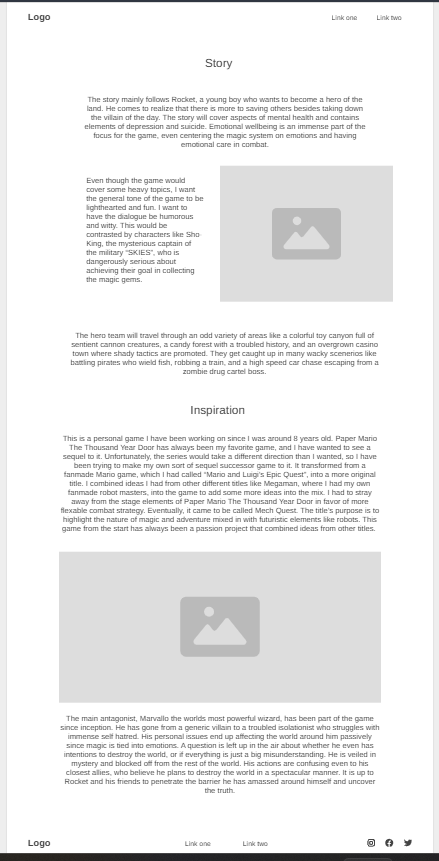 Logo
Link one
Link two
Story
The story mainly follows Rocket, a young boy who wants to become a hero of the
land. He comes to realize that there is more to saving others besides taking down
the villain of the day. The story will cover aspects of mental health and contains
elements of depression and suicide. Emotional wellbeing is an immense part of the
focus for this game, even centering the magic system on emotions and having
emotional care in combat.
Even though the game would
cover some heavy topics, I want
the general tone of the game to be
lighthearted and fun. I want to
have the dialogue be humorous
and witty. This would be
contrasted by characters like Sho-
King, the mysterious captain of
the military "SKIES", who is
dangerously serious about
achieving their goal in collecting
the magic gems.
The hero team will travel through an odd variety of areas like a colorful toy canyon full of
sentient cannon creatures, a candy forest with a troubled history, and an overgrown casino
town where shady tactics are promoted. They get caught up in many wacky scenerios like
battling pirates who wield fish, robbing a train, and a high speed car chase escaping from a
zombie drug cartel boss.
Inspiration
This is a personal game I have been working on since I was around 8 years old. Paper Mario
The Thousand Year Door has always been my favorite game, and I have wanted to see a
sequel to it. Unfortunately, the series would take a different direction than I wanted, so I have
been trying to make my own sort of sequel successor game to it. It transformed from a
fanmade Mario game, which I had called "Mario and Luigi's Epic Quest", into a more original
title. I combined ideas I had from other different titles like Megaman, where I had my own
fanmade robot masters, into the game to add some more ideas into the mix. I had to stray
away from the stage elements of Paper Mario The Thousand Year Door in favor of more
flexable combat strategy. Eventually, it came to be called Mech Quest. The title's purpose is to
highlight the nature of magic and adventure mixed in with futuristic elements like robots. This
game from the start has always been a passion project that combined ideas from other titles.
The main antagonist, Marvallo the worlds most powerful wizard, has been part of the game
since inception. He has gone from a generic villain to a troubled isolationist who struggles with
immense self hatred. His personal issues end up affecting the world around him passively
since magic is tied into emotions. A question is left up in the air about whether he even has
intentions to destroy the world, or if everything is just a big misunderstanding. He is veiled in
mystery and blocked off from the rest of the world. His actions are confusing even to his
closest allies, who believe he plans to destroy the world in a spectacular manner. It is up to
Rocket and his friends to penetrate the barrier he has amassed around himself and uncover
the truth.
Logo
Link one
Link two